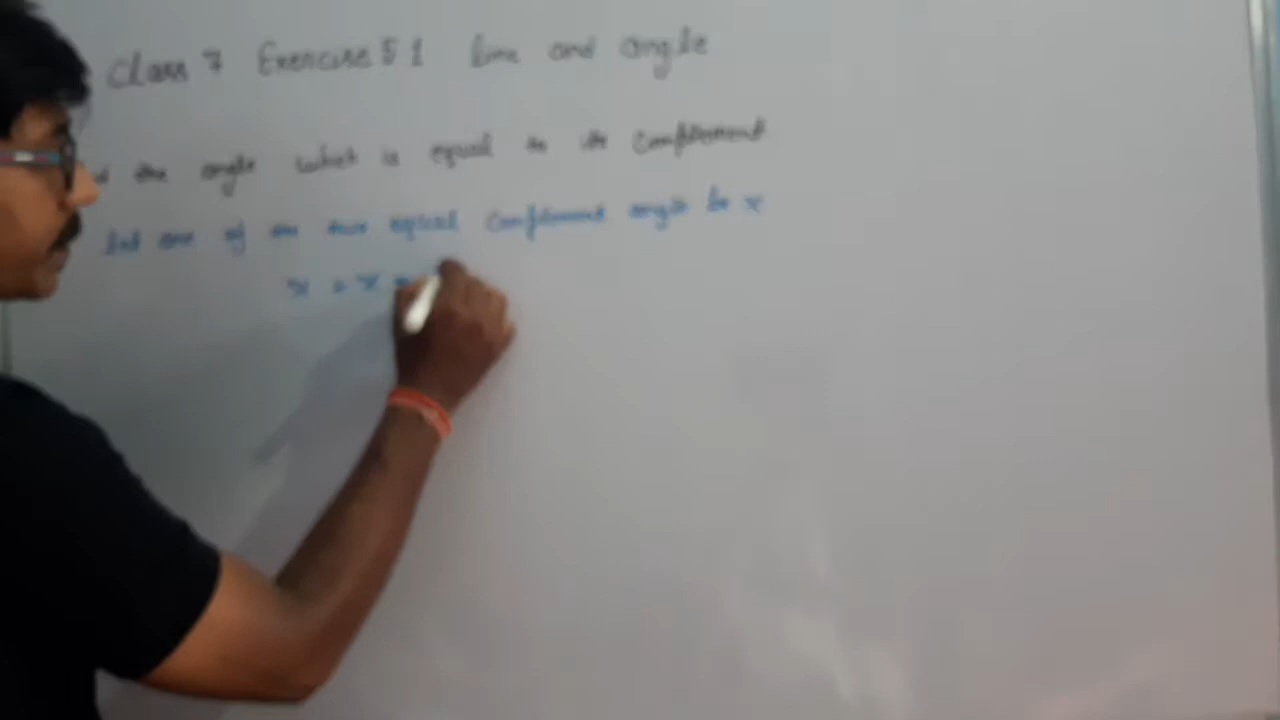 Class 7 Exercise 5 1 line and angle
the angle which is equal to its complement
Let one of the two equal complement angle be x
x + x =